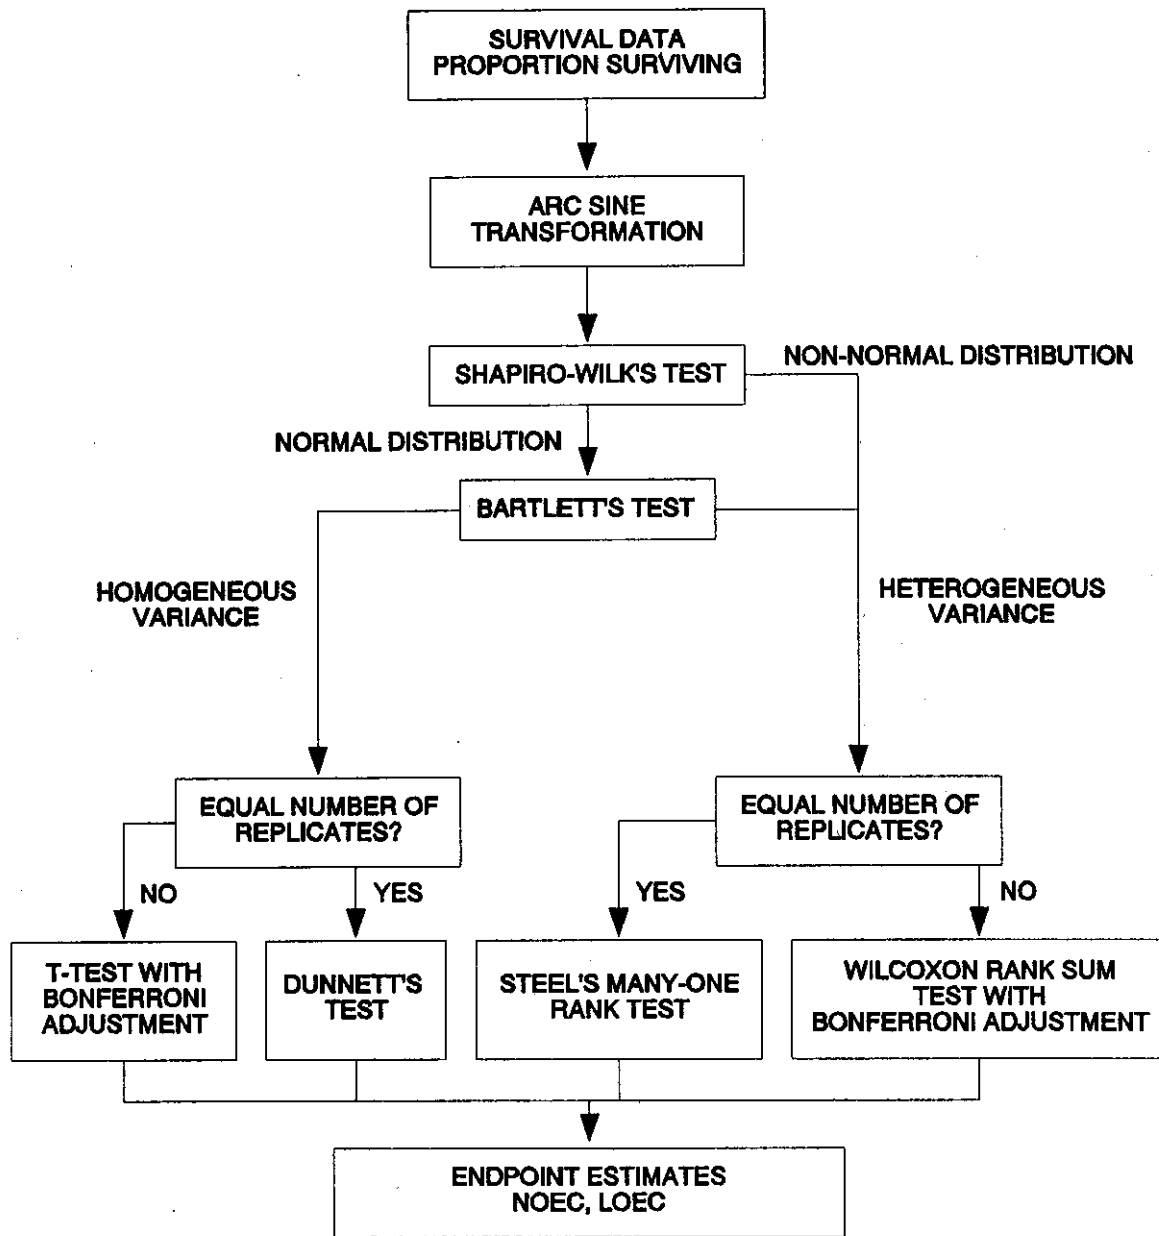 SURVIVAL DATA
PROPORTION SURVIVING
ARC SINE
TRANSFORMATION
NON-NORMAL DISTRIBUTION
SHAPIRO-WILK'S TEST
NORMAL DISTRIBUTION
BARTLETT'S TEST
HOMOGENEOUS
VARIANCE
HETEROGENEOUS
VARIANCE
EQUAL NUMBER OF
REPLICATES?
EQUAL NUMBER OF
REPLICATES?
NO
YES
YES
NO
T-TEST WITH
BONFERRONI
ADJUSTMENT
DUNNETT'S
TEST
STEEL'S MANY-ONE
RANK TEST
WILCOXON RANK SUM
TEST WITH
BONFERRONI ADJUSTMENT
ENDPOINT ESTIMATES
NOEC, LOEC